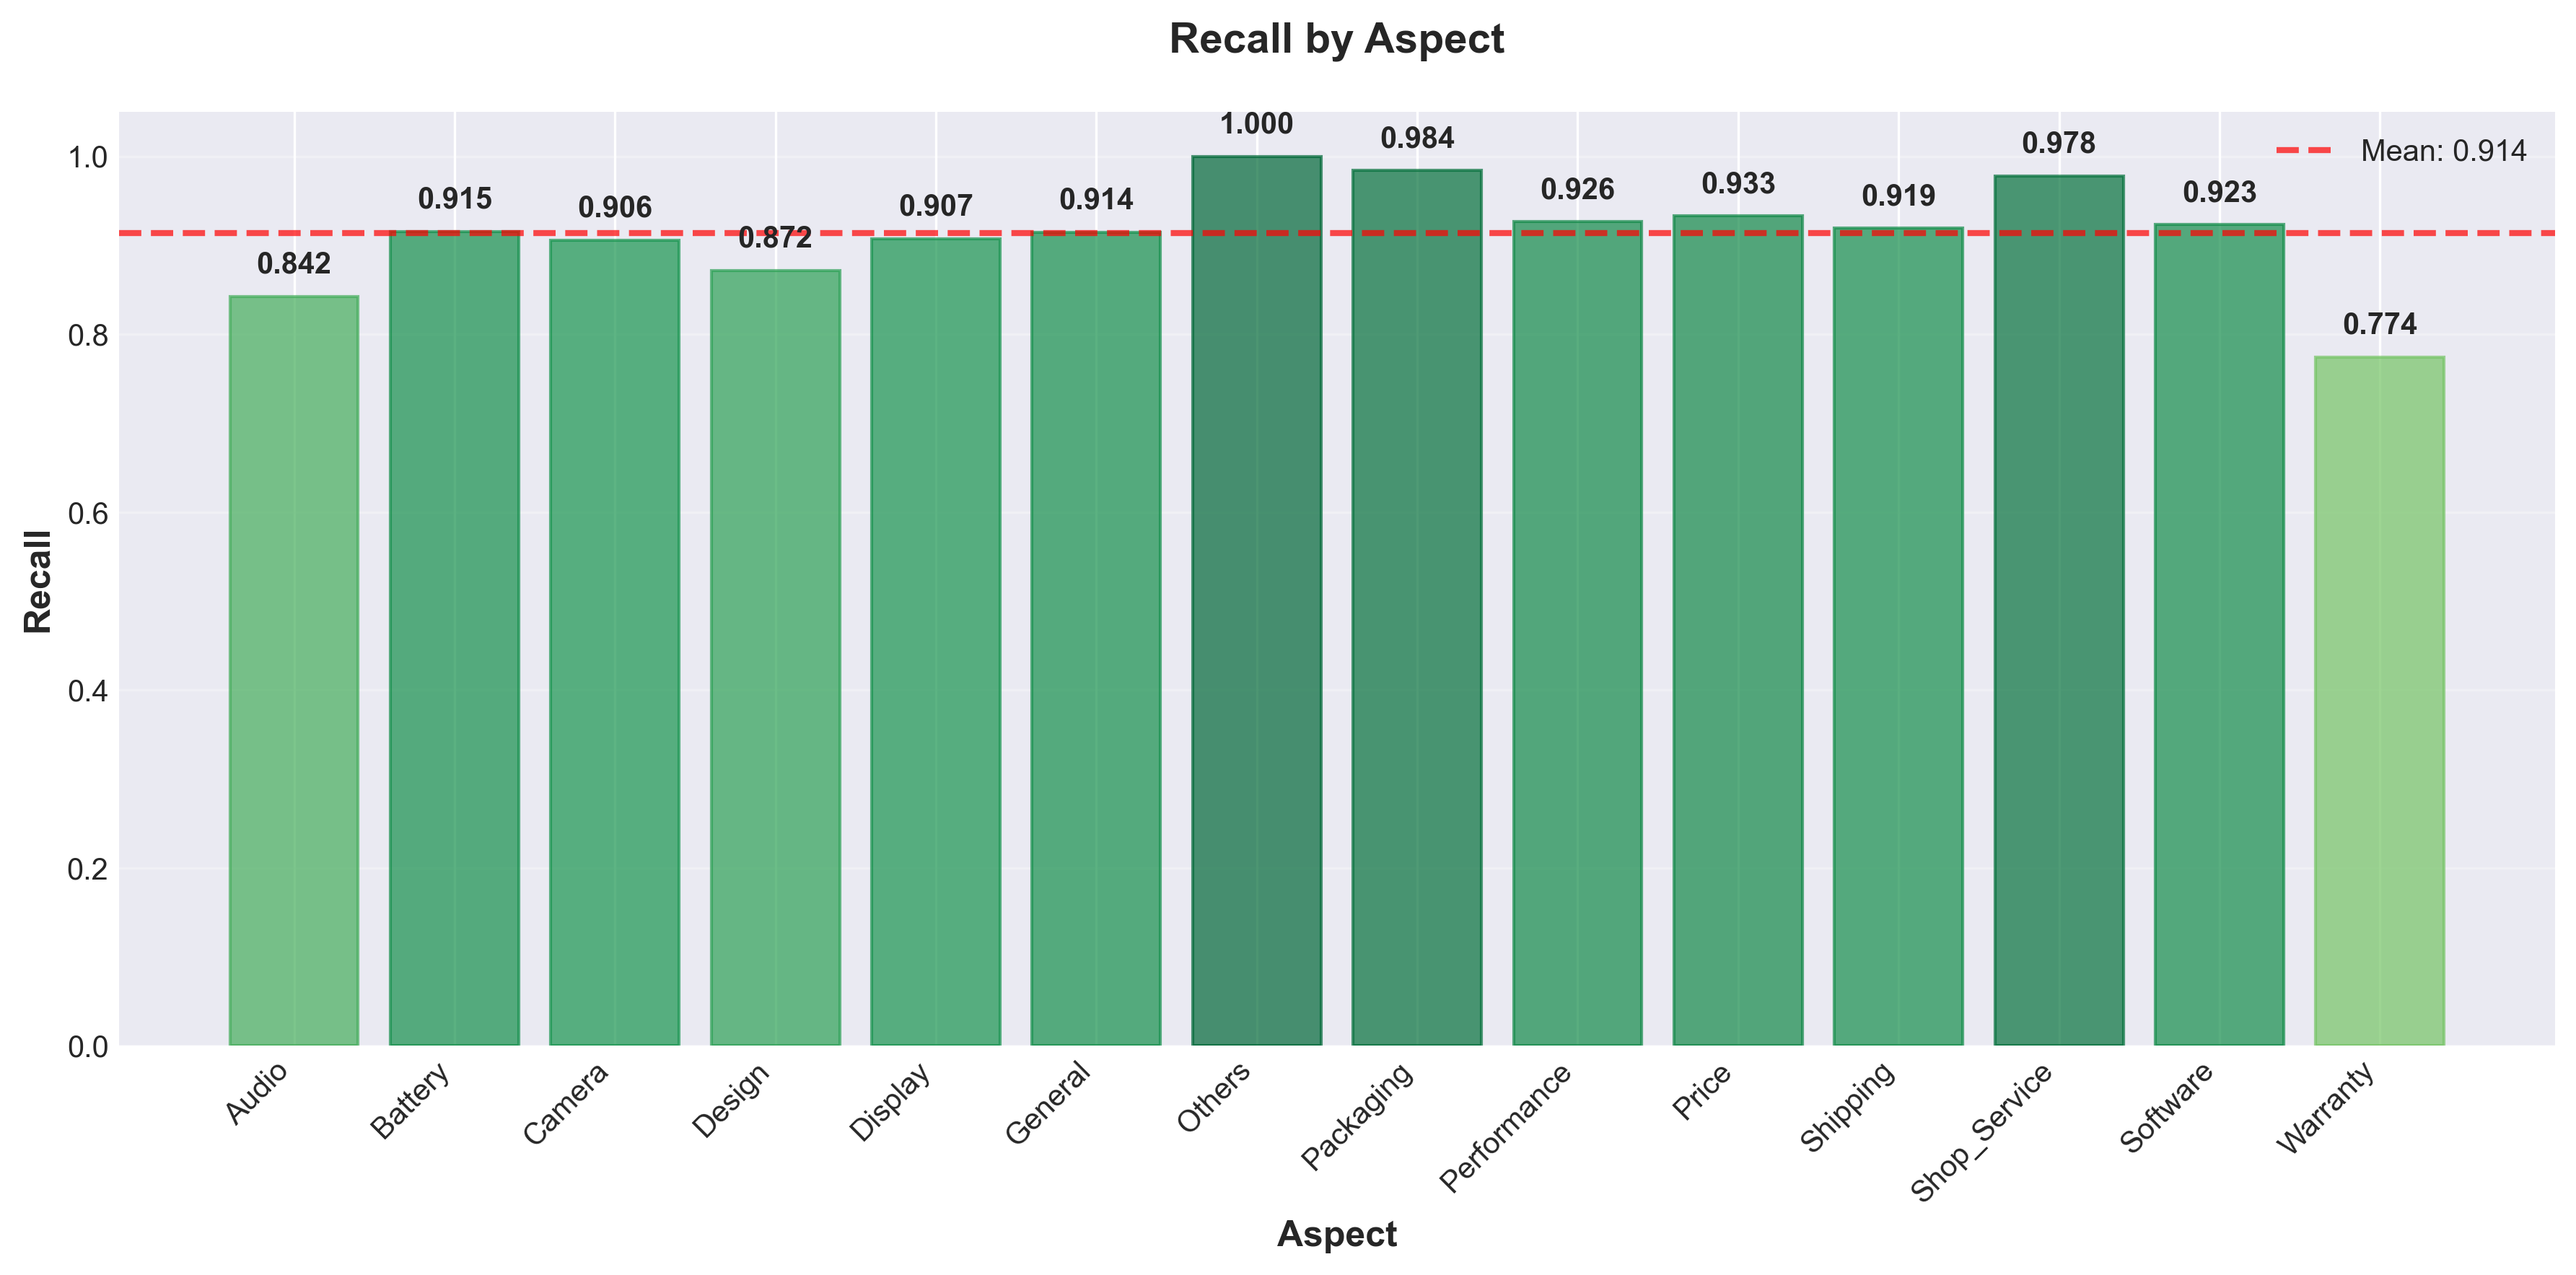 Recall by Aspect
1.000
0.984
0.978
Mean: 0.914
1.0
0.915
0.906
0.907
0.914
0.926
0.933
0.919
0.923
0.872
0.842
0.8
0.774
0.6
Recall
0.4
0.2
0.0
Audio
Battery
Camera
Design
Display
General
Others
Packaging
Performance
Price
Shipping
Shop_Service
Software
Warranty
Aspect